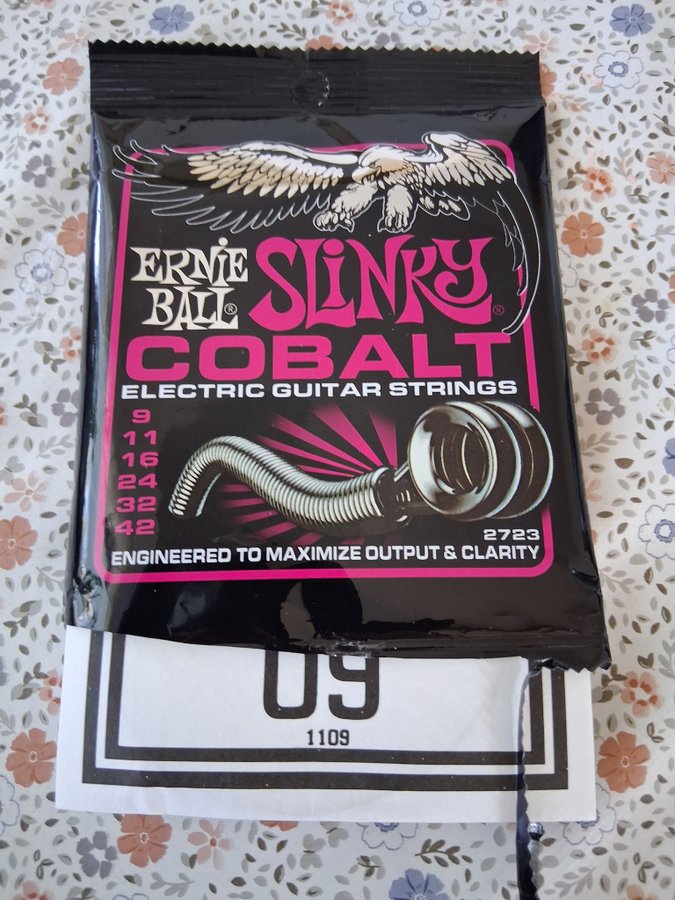 ERNIE BALL® SLINKY®
COBALT
ELECTRIC GUITAR STRINGS
9
11
16
24
32
42
2723
ENGINEERED TO MAXIMIZE OUTPUT & CLARITY
09
1109